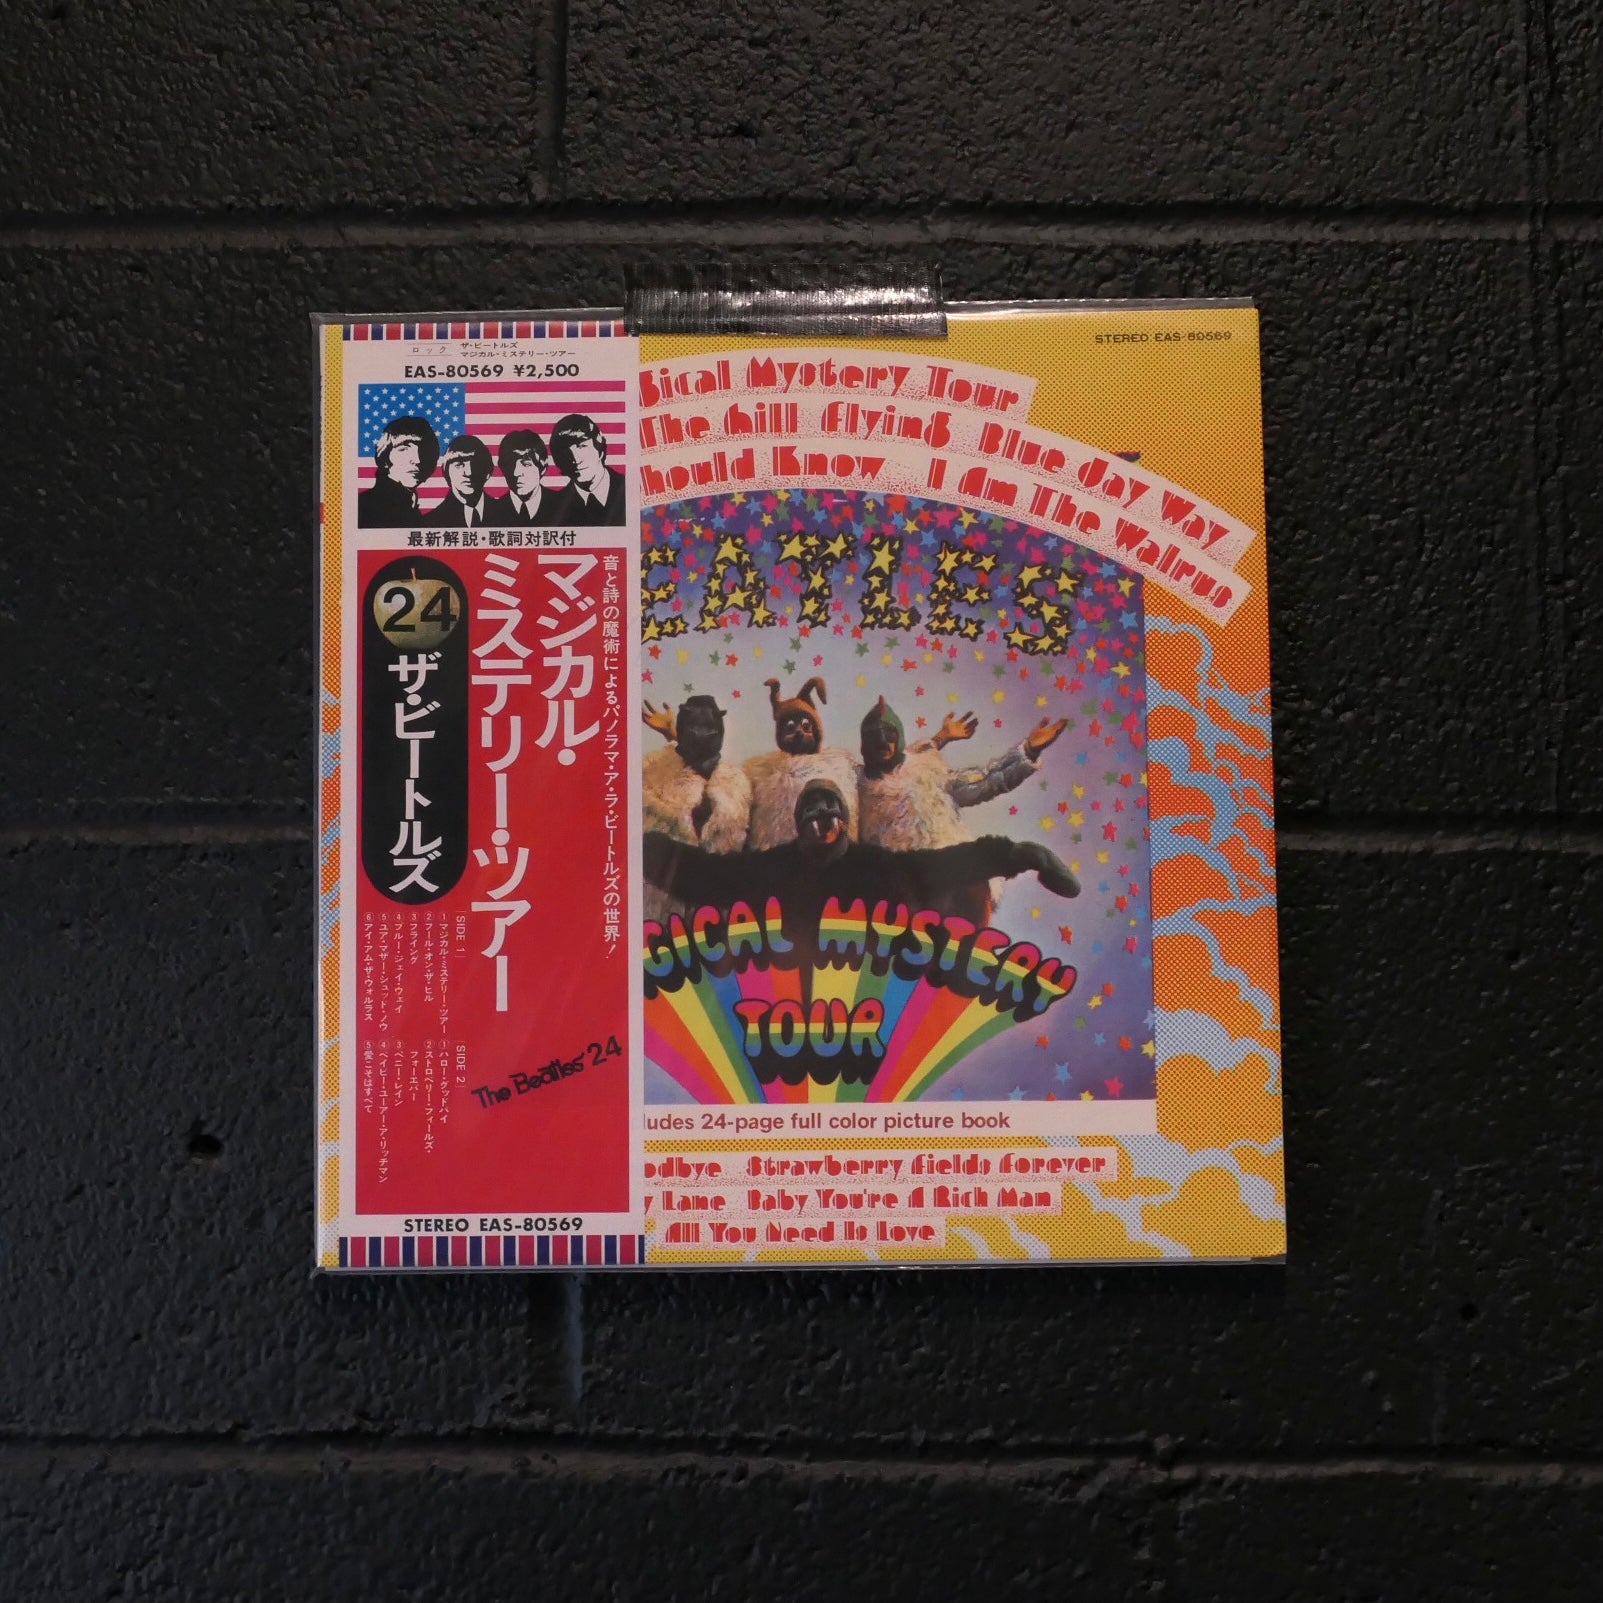 ロック
ザ・ビートルズ
マジカル・ミステリー・ツアー
EAS-80569 ¥2,500
最新解説・歌詞対訳付
音と詩の魔術によるパノラマ・ア・ラ・ビートルズの世界!
マジカル・
ミステリー・ツアー
24
ザ・ビートルズ
SIDE 1
①マジカル・ミステリー・ツアー
②フール・オン・ザ・ヒル
③フライング
④ブルー・ジェイ・ウェイ
⑤ユア・マザー・シュッド・ノウ
⑥アイ・アム・ザ・ウォルラス
SIDE 2
①ハロー・グッドバイ
②ストロベリー・フィールズ・
フォーエバー
③ペニー・レイン
④ベイビー・ユーアー・ア・リッチマン
⑤愛こそはすべて
The Beatles' 24
STEREO EAS-80569
STEREO EAS-80569
gical Mystery Tour
The hill Flying Blue Jay Way
hould Know I Am The Walrus
EATLES
GICAL MYSTERY
TOUR
ludes 24-page full color picture book
odbye Strawberry Fields Forever
y Lane Baby You're A Rich Man
All You Need Is Love